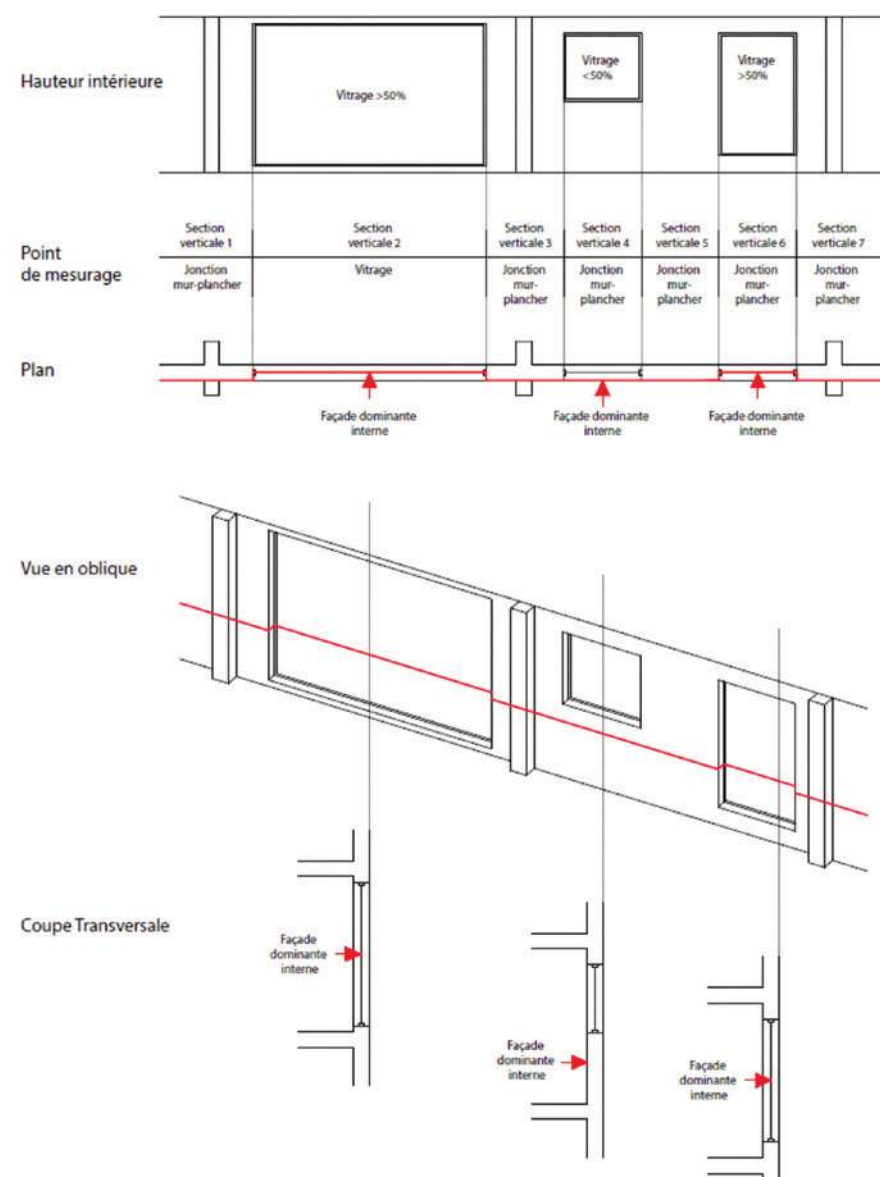 Hauteur intérieure
Vitrage >50%
Vitrage
<50%
Vitrage
>50%
Point
de mesurage
Section
verticale 1
Section
verticale 2
Section
verticale 3
Section
verticale 4
Section
verticale 5
Section
verticale 6
Section
verticale 7
Jonction
mur-plancher
Vitrage
Jonction
mur-
plancher
Jonction
mur-
plancher
Jonction
mur-
plancher
Jonction
mur-
plancher
Jonction
mur-
plancher
Plan
Façade dominante
interne
Façade dominante
interne
Façade dominante
interne
Vue en oblique
Coupe Transversale
Façade
dominante
interne
Façade
dominante
interne
Façade
dominante
interne